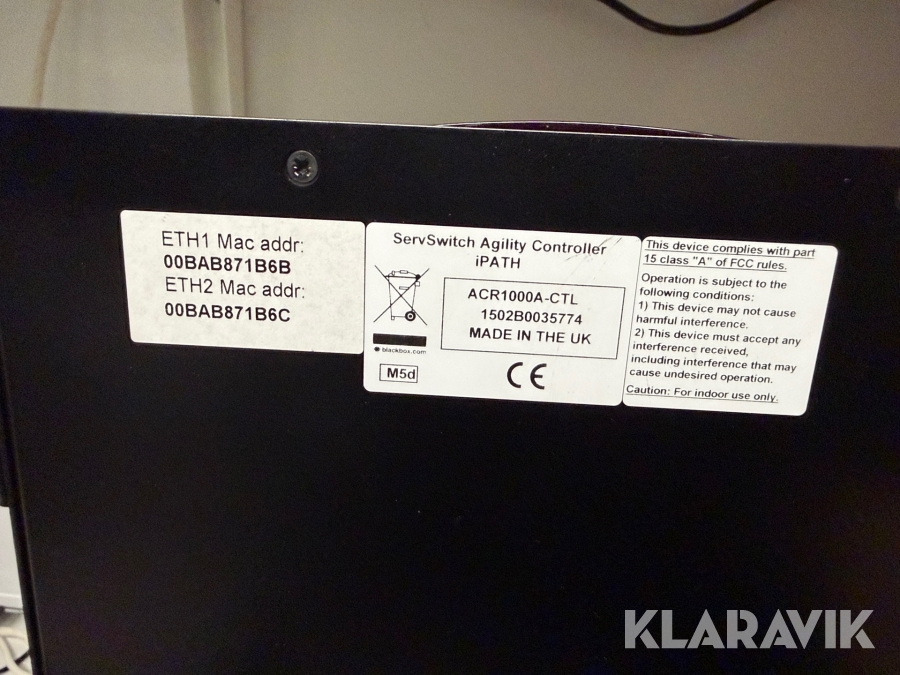 ETH1 Mac addr:
00BAB871B6B
ETH2 Mac addr:
00BAB871B6C
ServSwitch Agility Controller
iPATH
ACR1000A-CTL
1502B0035774
MADE IN THE UK
blackbox.com
M5d
CE
This device complies with part
15 class "A" of FCC rules.
Operation is subject to the
following conditions:
1) This device may not cause
harmful interference.
2) This device must accept any
interference received,
including interference that may
cause undesired operation.
Caution: For indoor use only.
KLARAVIK